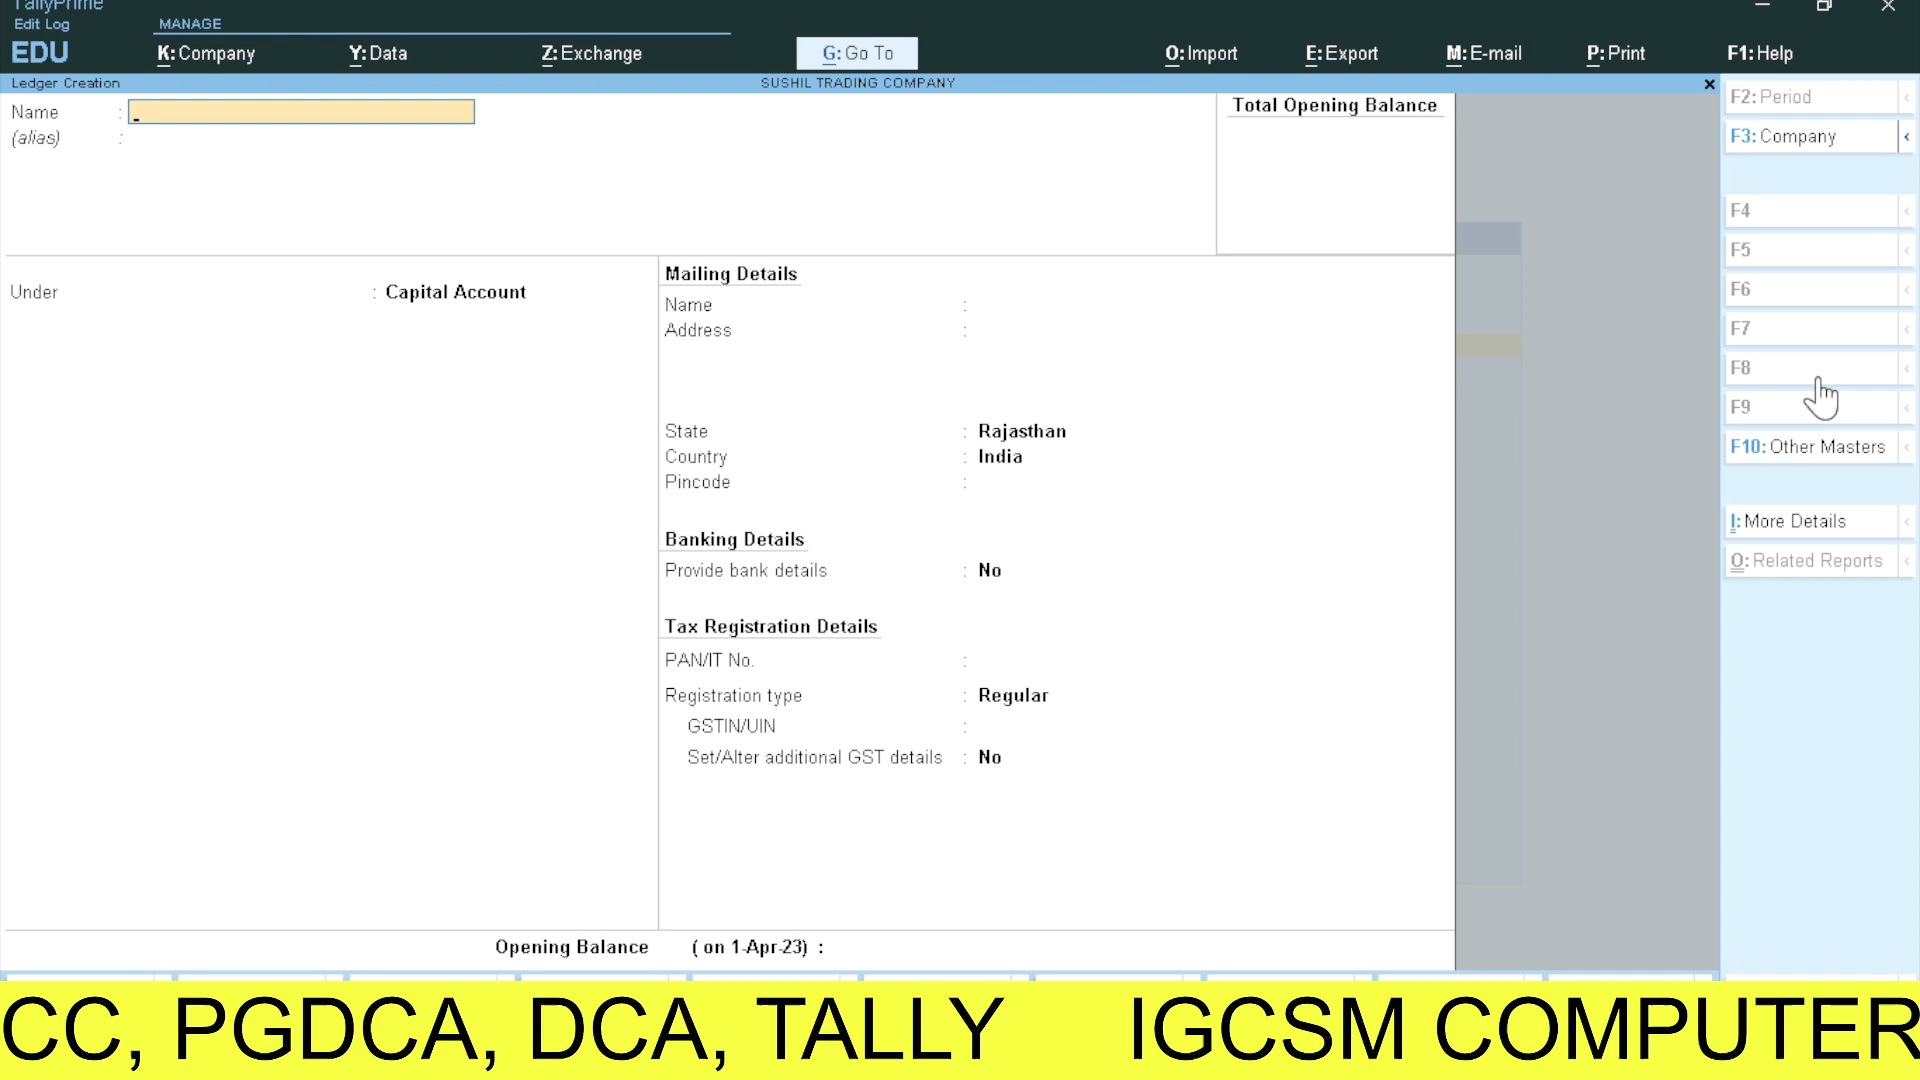 TallyPrime
Edit Log
EDU
MANAGE
K: Company
Y: Data
Z: Exchange
G: Go To
O: Import
E: Export
M: E-mail
P: Print
F1: Help
Ledger Creation
SUSHIL TRADING COMPANY
Name :
(alias) :
Total Opening Balance
Under : Capital Account
Mailing Details
Name :
Address :
State : Rajasthan
Country : India
Pincode :
Banking Details
Provide bank details : No
Tax Registration Details
PAN/IT No. :
Registration type : Regular
GSTIN/UIN :
Set/Alter additional GST details : No
Opening Balance ( on 1-Apr-23) :
F2: Period
F3: Company
F4
F5
F6
F7
F8
F9
F10: Other Masters
I: More Details
O: Related Reports
CC, PGDCA, DCA, TALLY IGCSM COMPUTER